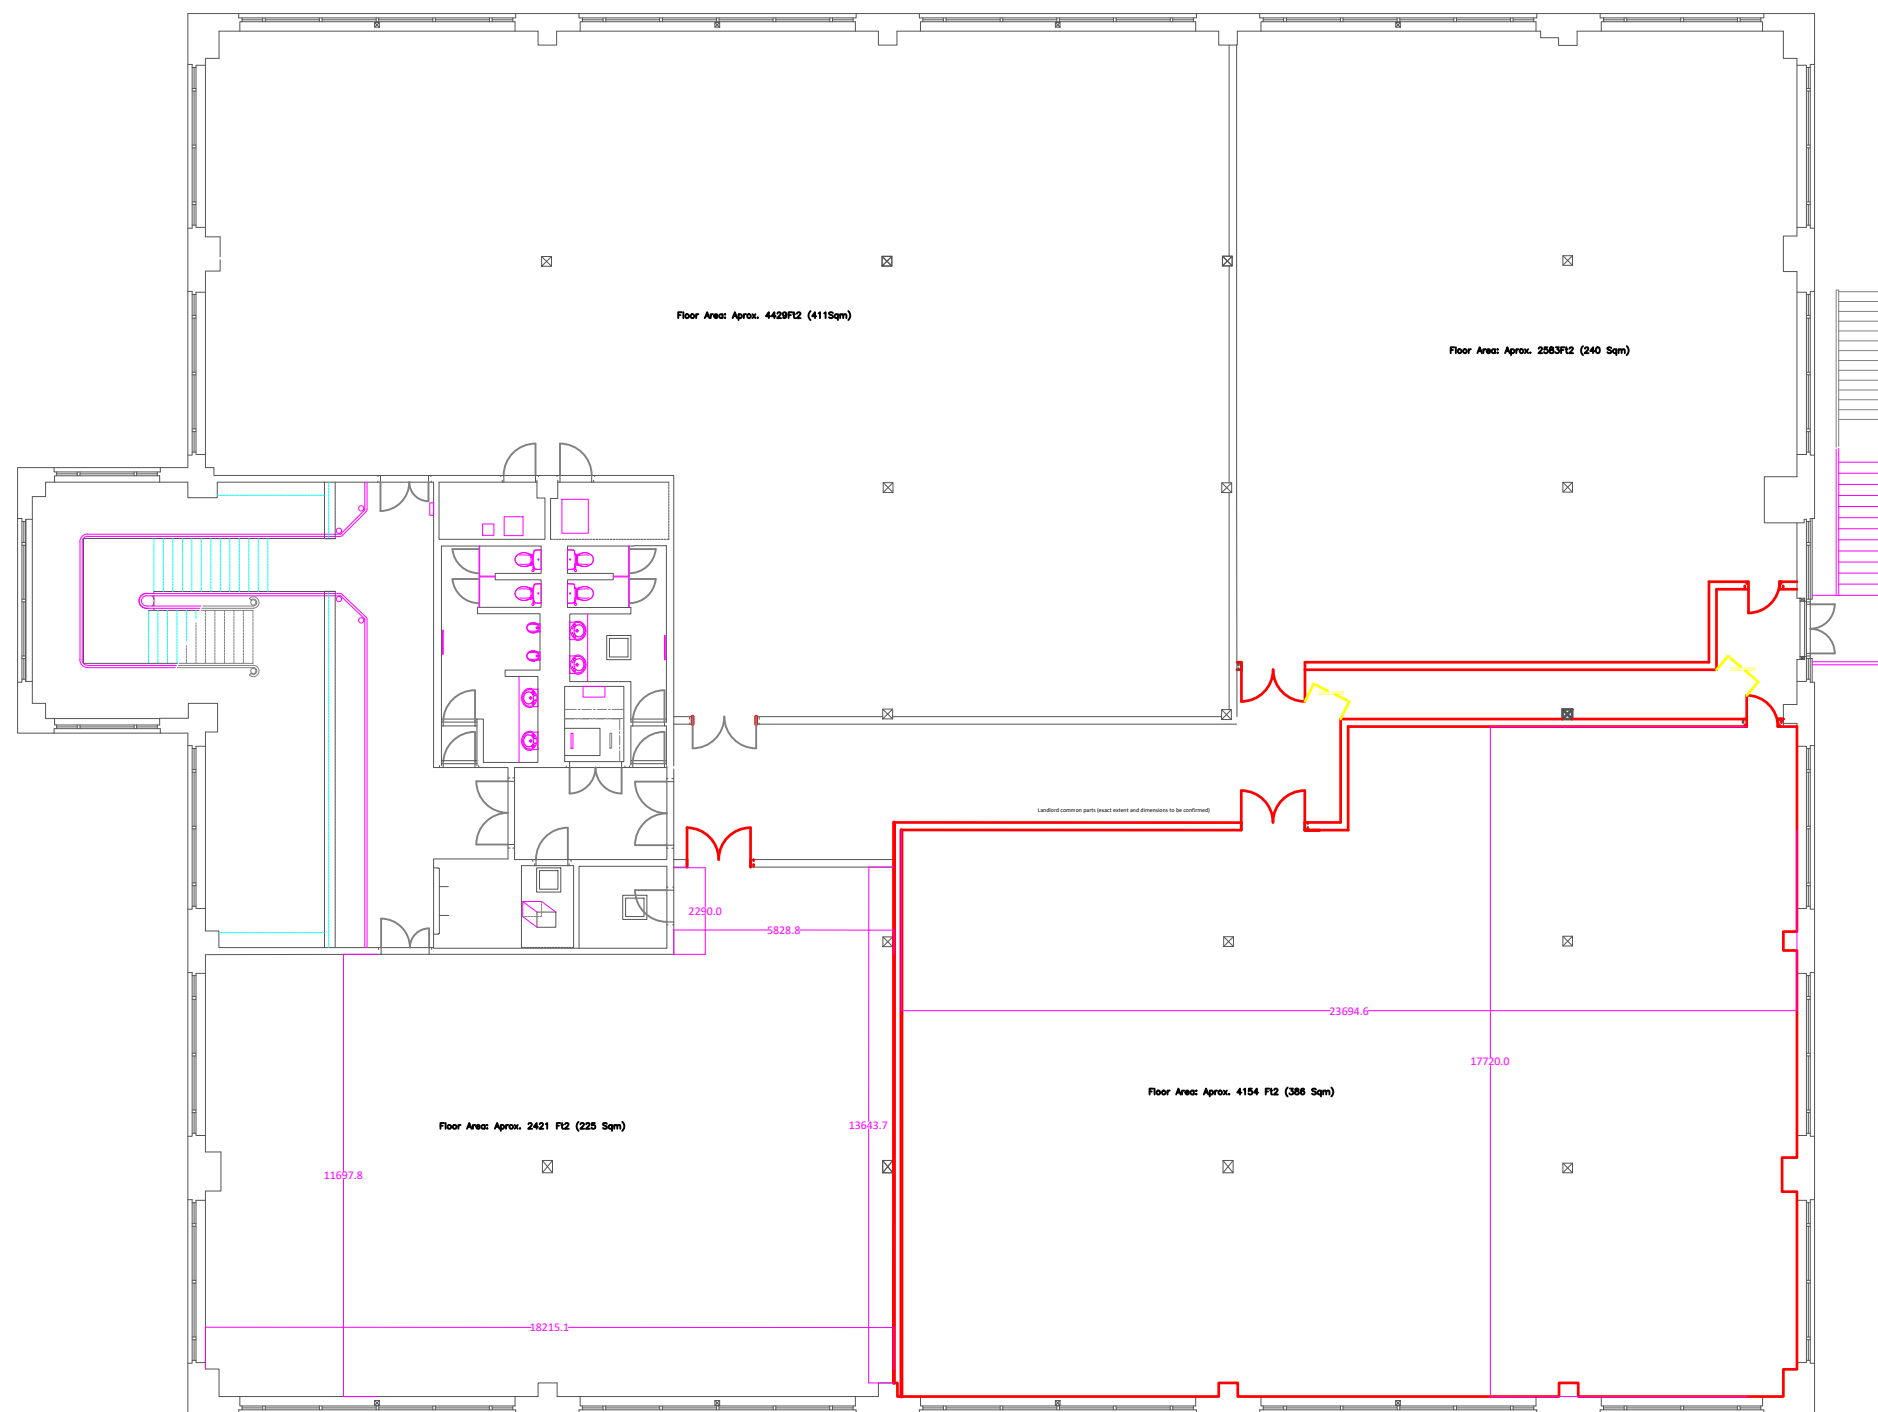 Floor Area: Aprox. 4429Ft2 (411Sqm)
Floor Area: Aprox. 2583Ft2 (240 Sqm)
Landlord common parts (exact extent and dimensions to be confirmed)
2290.0
5828.8
23694.6
17720.0
Floor Area: Aprox. 4154 Ft2 (386 Sqm)
Floor Area: Aprox. 2421 Ft2 (225 Sqm)
13643.7
11697.8
18215.1